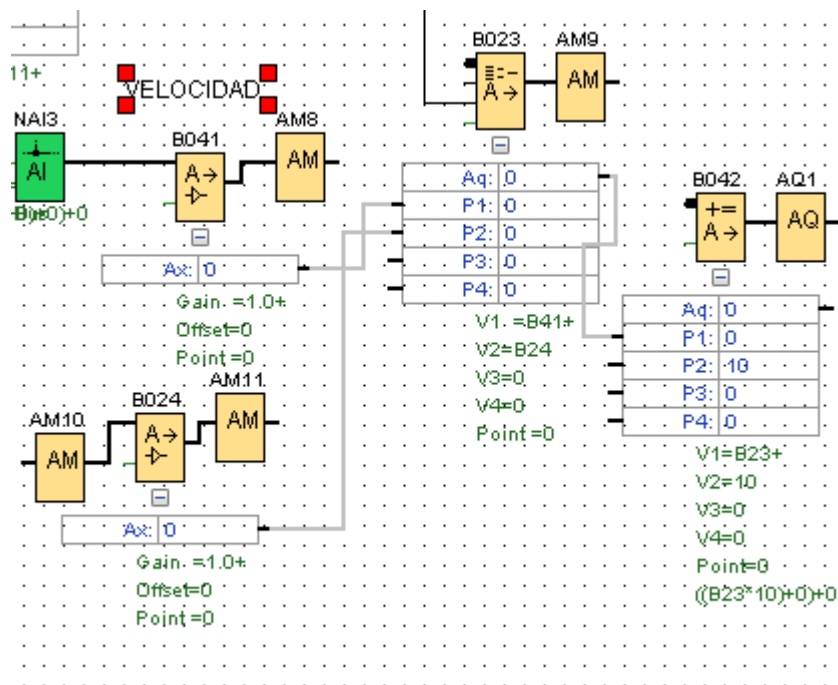 11+
VELOCIDAD
NAI3
AI
B041
A→
AM8
AM
Ax: 0
Gain =1.0+
Offset=0
Point=0
B023
A→
AM9
AM
Aq: 0
P1: 0
P2: 0
P3: 0
P4: 0
V1 =B41+
V2=B24
V3=0
V4=0
Point=0
B042
+=
A→
AQ1
AQ
Aq: 0
P1: 0
P2: 10
P3: 0
P4: 0
V1=B23+
V2=10
V3=0
V4=0
Point=0
((B23*10)+0)+0
AM10
AM
B024
A→
AM11
AM
Ax: 0
Gain =1.0+
Offset=0
Point=0